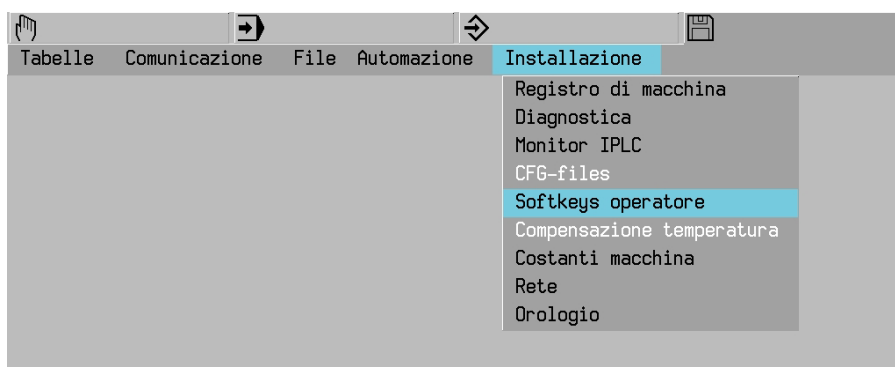 Tabelle Comunicazione File Automazione Installazione
Registro di macchina
Diagnostica
Monitor IPLC
CFG-files
Softkeys operatore
Compensazione temperatura
Costanti macchina
Rete
Orologio